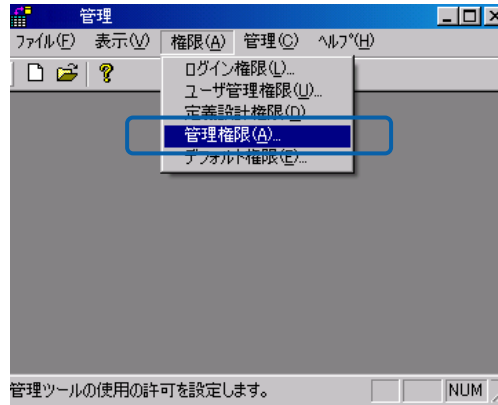 管理
ファイル(F) 表示(V) 権限(A) 管理(C) ヘルプ(H)
ログイン権限(L)...
ユーザ管理権限(U)...
定義設計権限(D)...
管理権限(A)...
デフォルト権限(E)...
管理ツールの使用の許可を設定します。 NUM